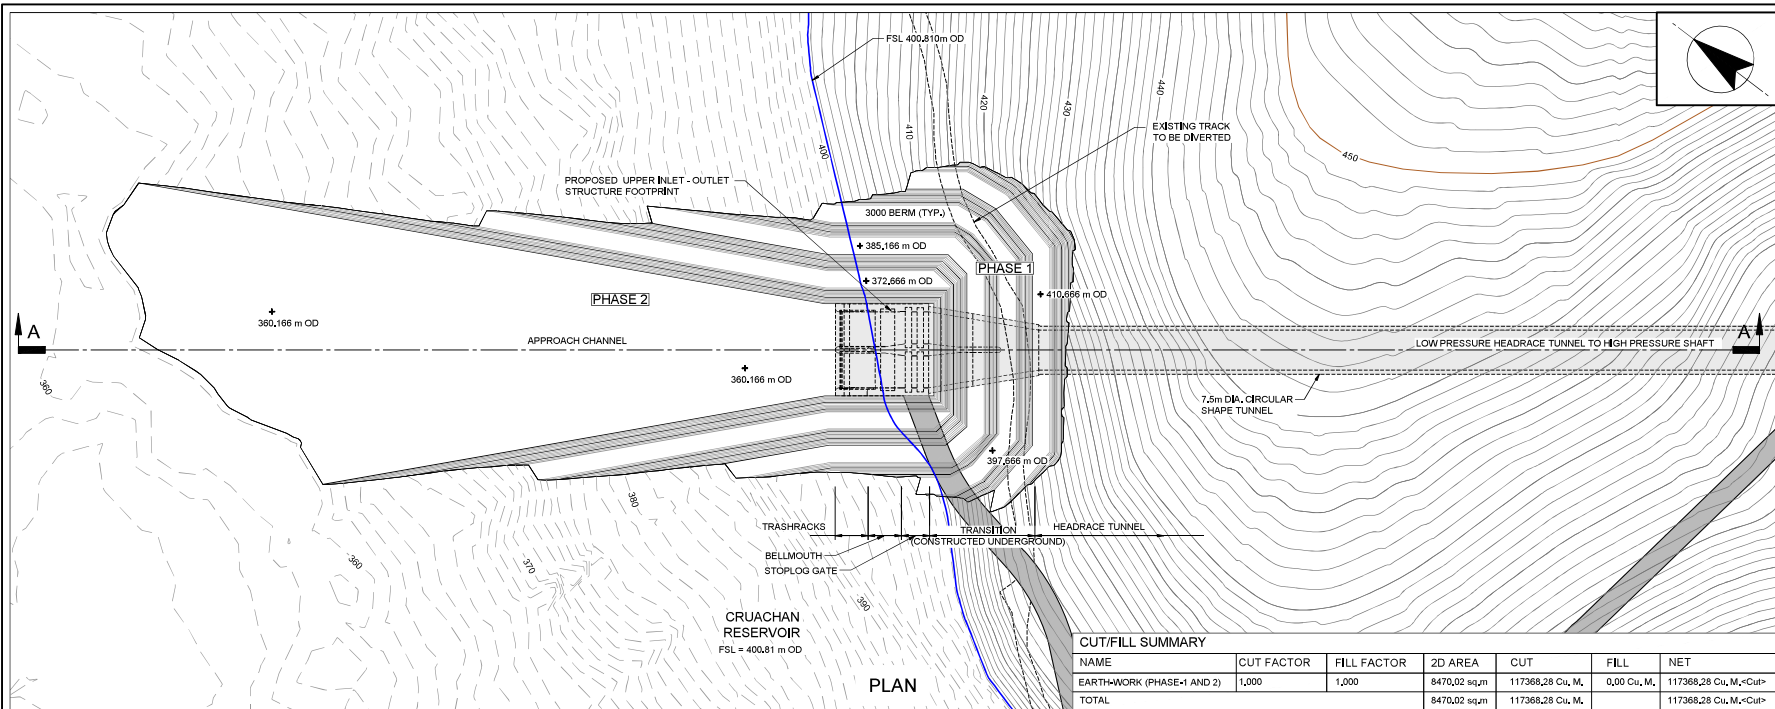 FSL 400.810m OD
440
420
430
410
EXISTING TRACK
TO BE DIVERTED
400
450
PROPOSED UPPER INLET - OUTLET
STRUCTURE FOOTPRINT
3000 BERM (TYP.)
385.166 m OD
PHASE 1
372.666 m OD
410.666 m OD
PHASE 2
360.166 m OD
A
APPROACH CHANNEL
LOW PRESSURE HEADRACE TUNNEL TO HIGH PRESSURE SHAFT
A
360.166 m OD
360
7.5m DIA. CIRCULAR
SHAPE TUNNEL
397.666 m OD
380
TRASHRACKS
TRANSITION
(CONSTRUCTED UNDERGROUND)
HEADRACE TUNNEL
BELLMOUTH
STOPLOG GATE
360
370
390
CRUACHAN
RESERVOIR
FSL = 400.81 m OD
PLAN
CUT/FILL SUMMARY
NAME CUT FACTOR FILL FACTOR 2D AREA CUT FILL NET
EARTH-WORK (PHASE-1 AND 2) 1.000 1.000 8470.02 sq.m 117368.28 Cu. M. 0.00 Cu. M. 117368.28 Cu. M.<Cut>
TOTAL 8470.02 sq.m 117368.28 Cu. M. 117368.28 Cu. M.<Cut>